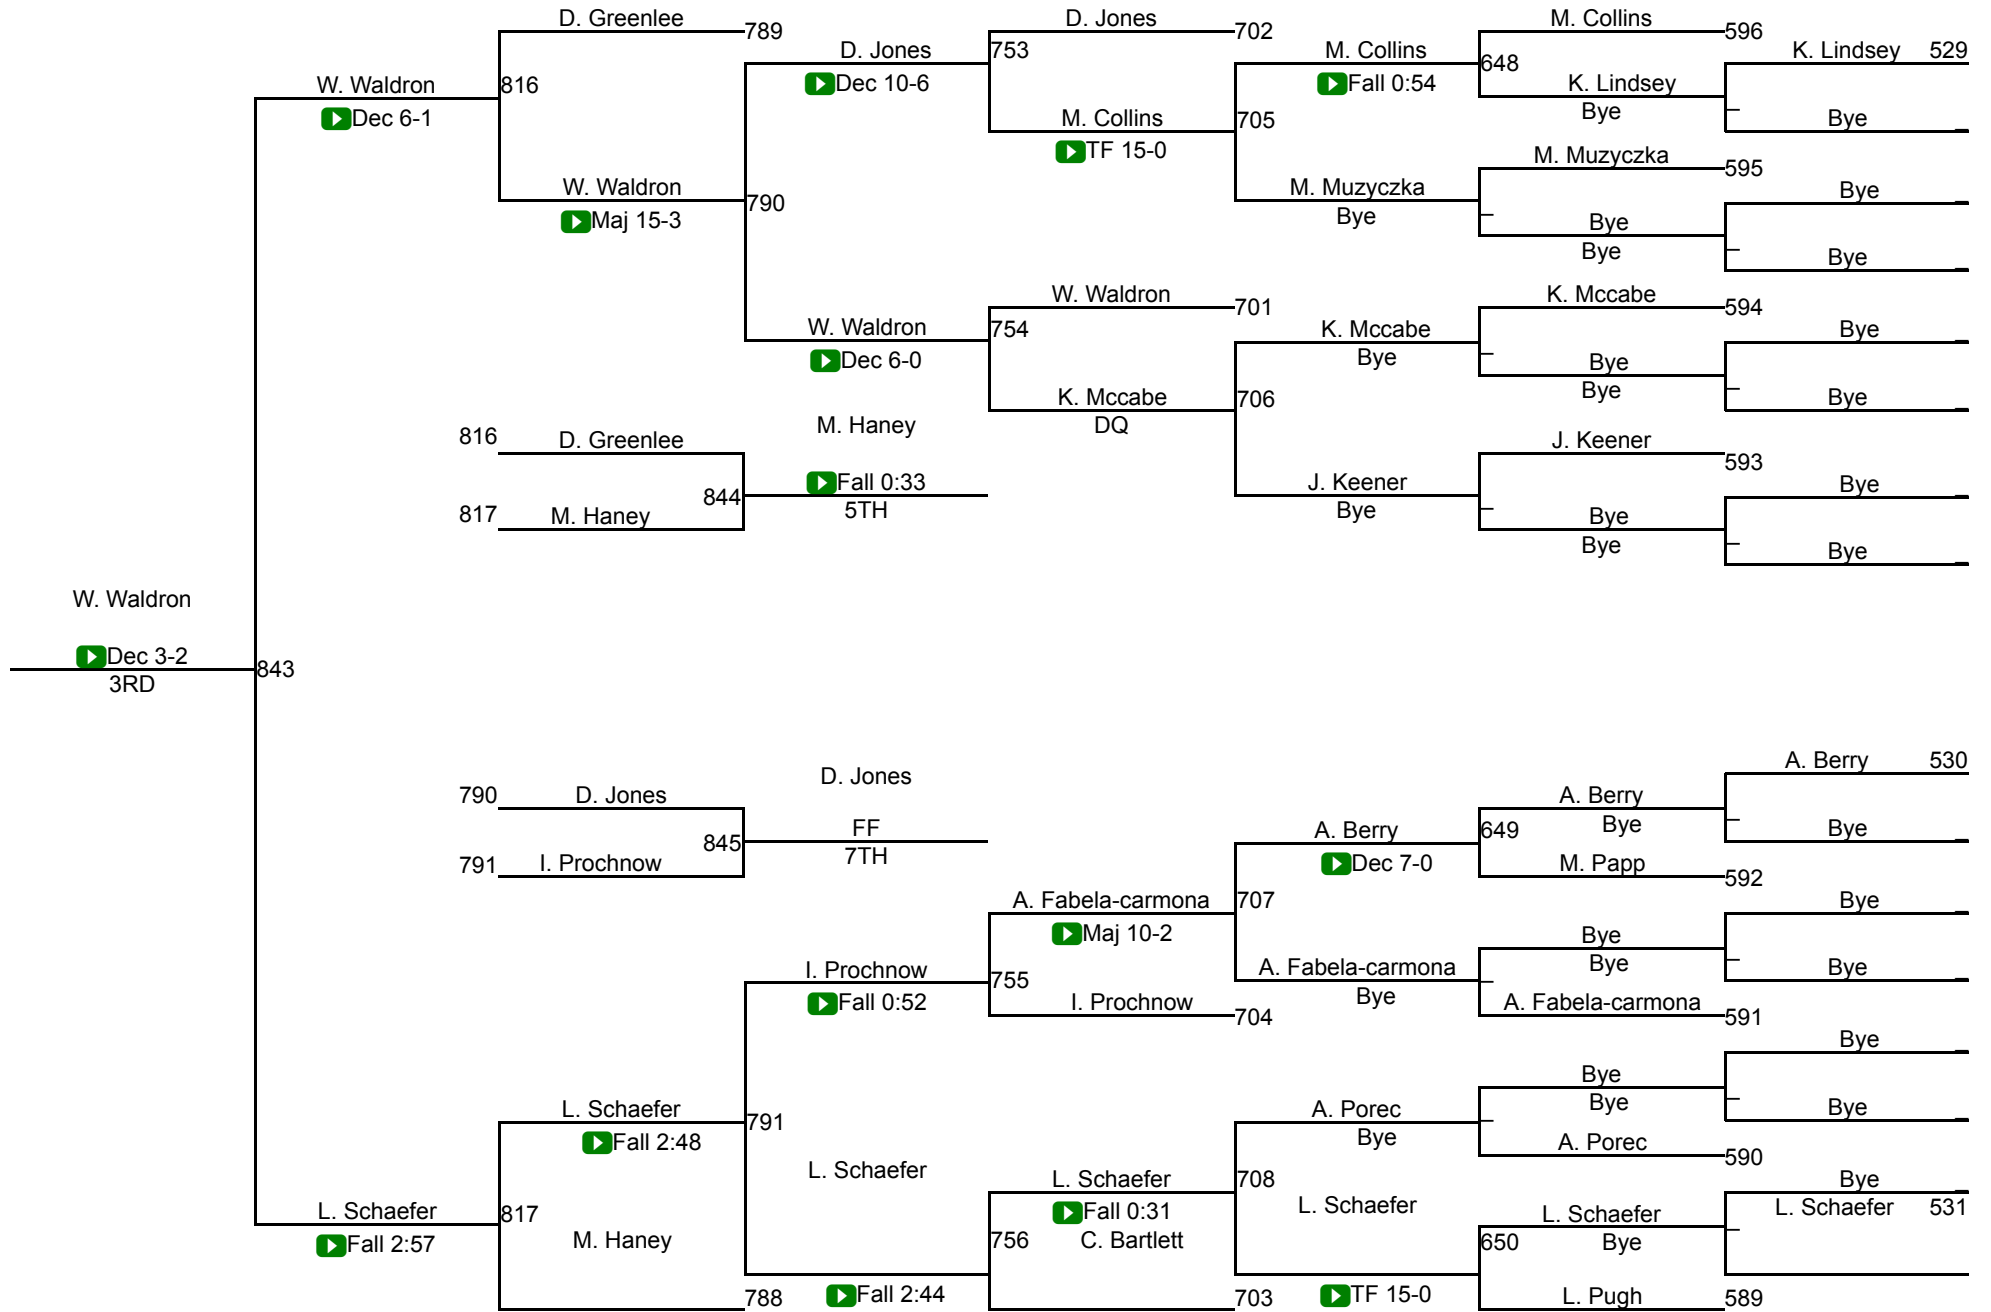 D. Greenlee
789
D. Jones
702
M. Collins
596
K. Lindsey 529
W. Waldron
816
D. Jones
753
M. Collins
648
K. Lindsey
Dec 6-1
Dec 10-6
Fall 0:54
Bye
Bye
M. Collins
705
TF 15-0
M. Muzyczka
595
W. Waldron
790
M. Muzyczka
Bye
Maj 15-3
Bye
Bye
Bye
Bye
W. Waldron
701
K. Mccabe
594
W. Waldron
754
K. Mccabe
Bye
Dec 6-0
Bye
Bye
Bye
K. Mccabe
706
Bye
DQ
M. Haney
816
D. Greenlee
J. Keener
593
Fall 0:33
J. Keener
Bye
844
5TH
Bye
817
M. Haney
Bye
Bye
Bye
W. Waldron
Dec 3-2
843
3RD
A. Berry 530
D. Jones
790
D. Jones
A. Berry
FF
A. Berry
649
Bye
Bye
845
7TH
791
I. Prochnow
Dec 7-0
M. Papp
592
A. Fabela-carmona
707
Bye
Maj 10-2
Bye
I. Prochnow
755
A. Fabela-carmona
Bye
Bye
Fall 0:52
I. Prochnow
704
Bye
A. Fabela-carmona
591
Bye
Bye
L. Schaefer
791
A. Porec
Bye
Bye
Fall 2:48
Bye
A. Porec
590
L. Schaefer
L. Schaefer
708
Bye
L. Schaefer
817
Fall 0:31
L. Schaefer
L. Schaefer
L. Schaefer 531
Fall 2:57
M. Haney
756
C. Bartlett
650
Bye
788
Fall 2:44
703
TF 15-0
L. Pugh
589